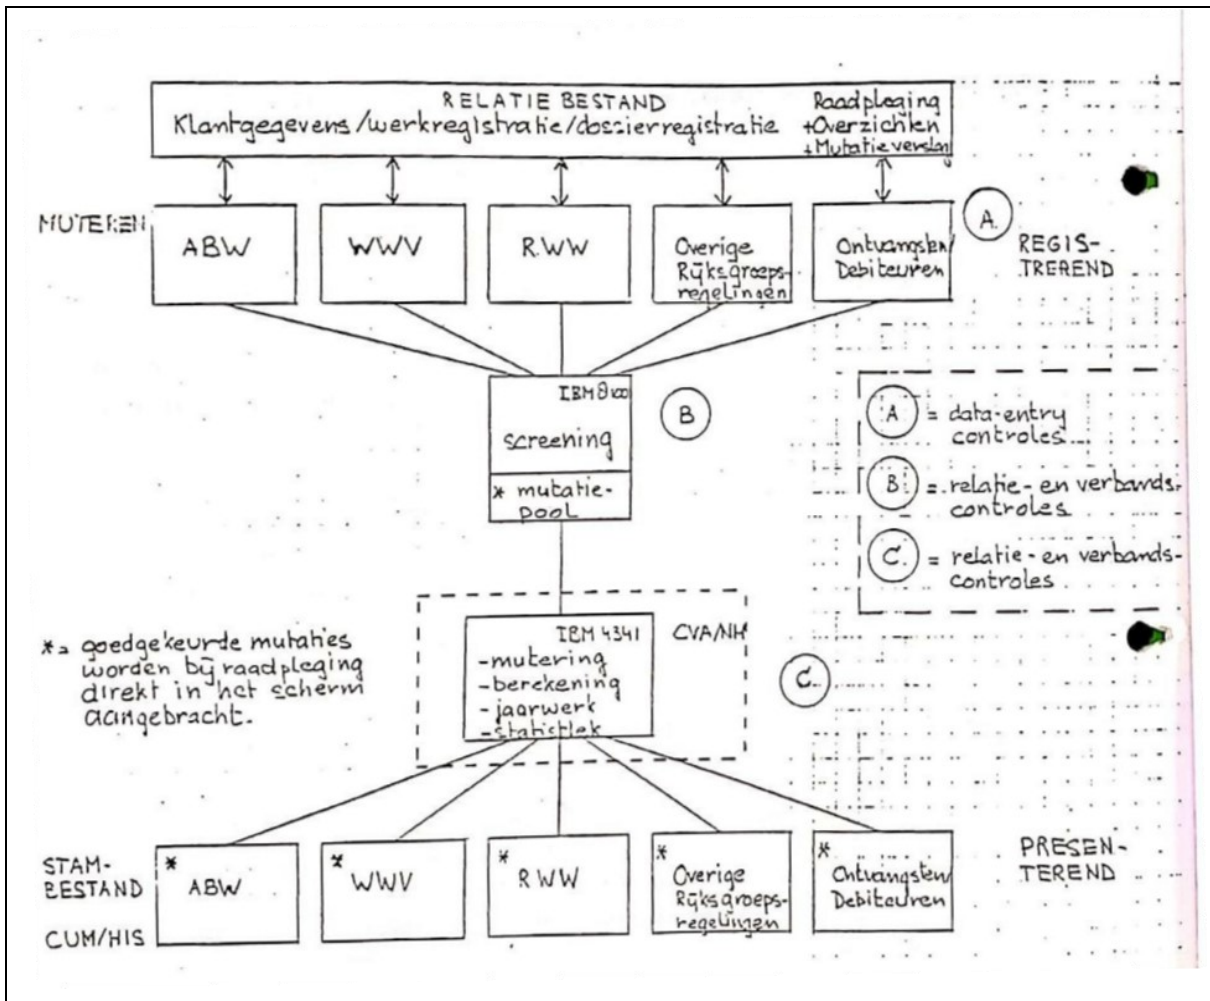 RELATIE BESTAND
Klantgegevens/werkregistratie/dossierregistratie
Raadpleging
+Overzichten
+Mutatieverslag
MUTEREN
ABW
WWV
RWW
Overige
Rijksgroeps-
regelingen
Ontvangsten/
Debiteuren
A
REGIS-
TREREND
IBM 8100
screening
* mutatie-
pool
B
A = data-entry
controles
B = relatie- en verbands-
controles
C = relatie- en verbands-
controles
*= goedgekeurde mutaties
worden bij raadpleging
direkt in het scherm
aangebracht.
IBM 4341
-mutering
-berekening
-jaarwerk
-statistiek
CVA/NH
C
STAM-
BESTAND
CUM/HIS
* ABW
* WWV
* RWW
* Overige
Rijksgroeps-
regelingen
* Ontvangsten/
Debiteuren
PRESEN-
TEREND